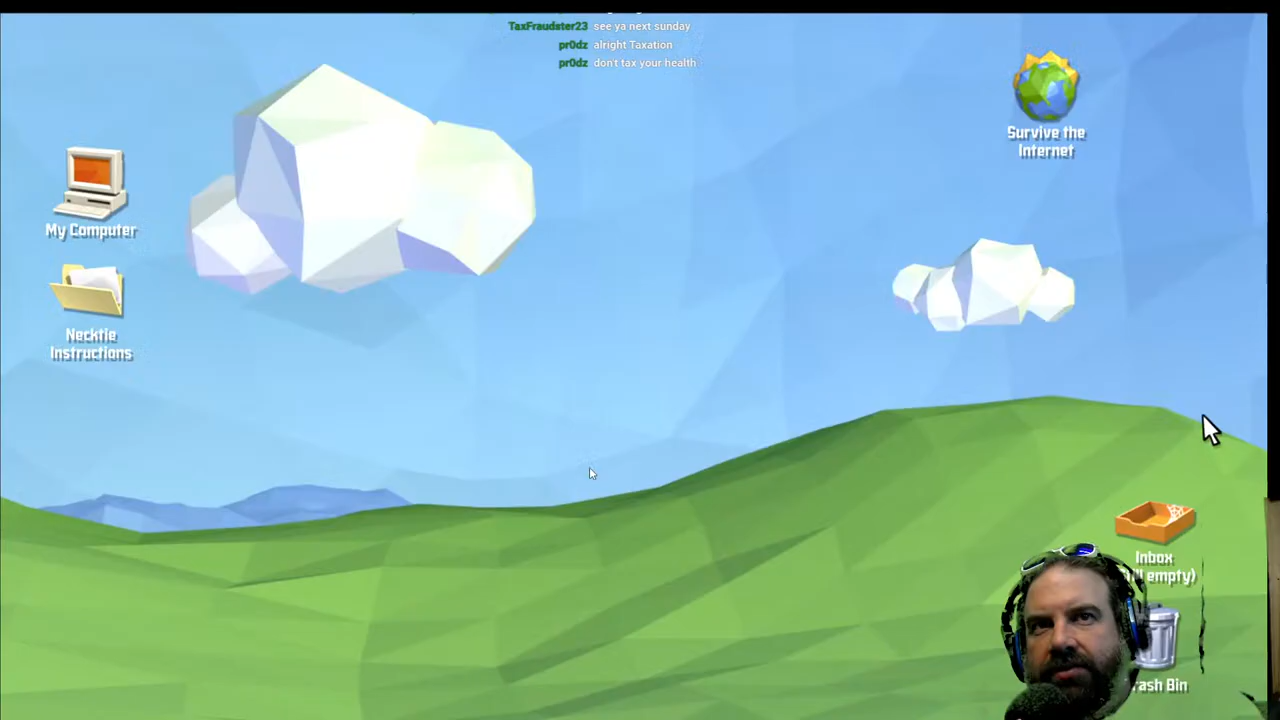 TaxFraudster23 see ya next sunday
pr0dz alright Taxation
pr0dz don't tax your health
Survive the
Internet
My Computer
Necktie
Instructions
Inbox
empty)
Bin